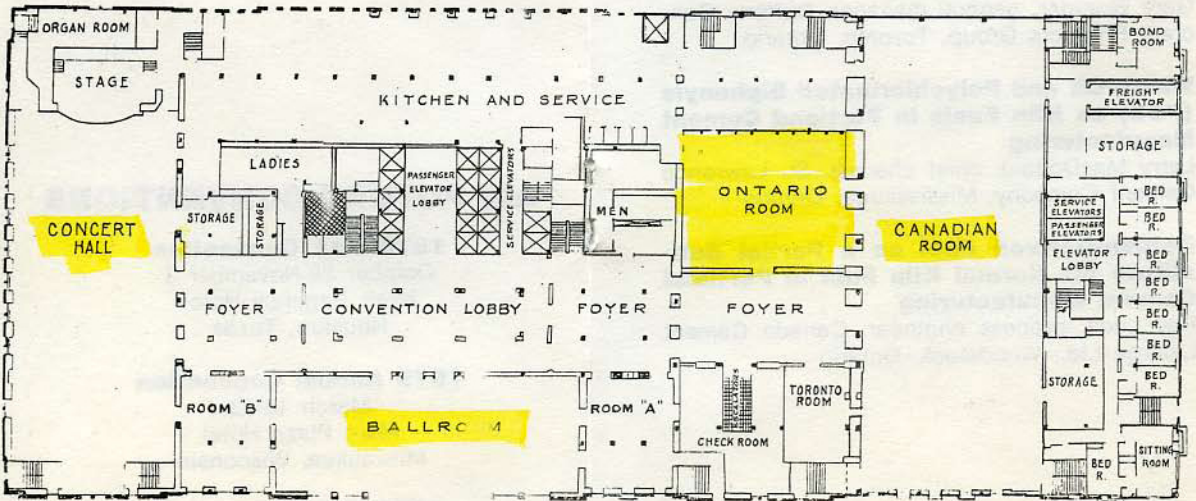 ORGAN ROOM
STAGE
KITCHEN AND SERVICE
BOND
ROOM
FREIGHT
ELEVATOR
STORAGE
LADIES
PASSENGER
ELEVATOR
LOBBY
SERVICE ELEVATORS
MEN
ONTARIO
ROOM
STORAGE
STORAGE
CONCERT
HALL
CANADIAN
ROOM
SERVICE
ELEVATORS
PASSENGER
ELEVATORS
ELEVATOR
LOBBY
BED
R.
BED
R.
BED
R.
BED
R.
BED
R.
BED
R.
BED
R.
FOYER
CONVENTION LOBBY
FOYER
FOYER
STORAGE
ROOM "B"
BALLRO M
ROOM "A"
ESCALATORS
CHECK ROOM
TORONTO
ROOM
BED
R.
SITTING
ROOM